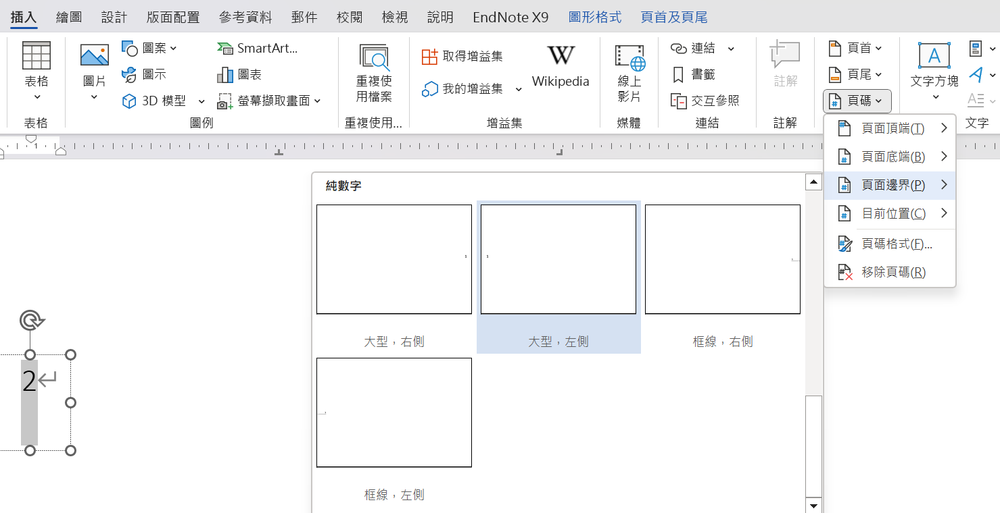 插入 繪圖 設計 版面配置 參考資料 郵件 校閱 檢視 說明 EndNote X9 圖形格式 頁首及頁尾
表格
表格
圖片
圖案
圖示
3D 模型
SmartArt...
圖表
螢幕擷取畫面
圖例
重複使
用檔案
重複使用...
取得增益集
我的增益集
Wikipedia
增益集
線上
影片
媒體
連結
書籤
交互參照
連結
註解
註解
頁首
頁尾
頁碼
文字方塊
文字
頁面頂端(T)
頁面底端(B)
頁面邊界(P)
目前位置(C)
頁碼格式(F)...
移除頁碼(R)
1
純數字
1
1
1
大型，右側
大型，左側
框線，右側
1
框線，左側
2